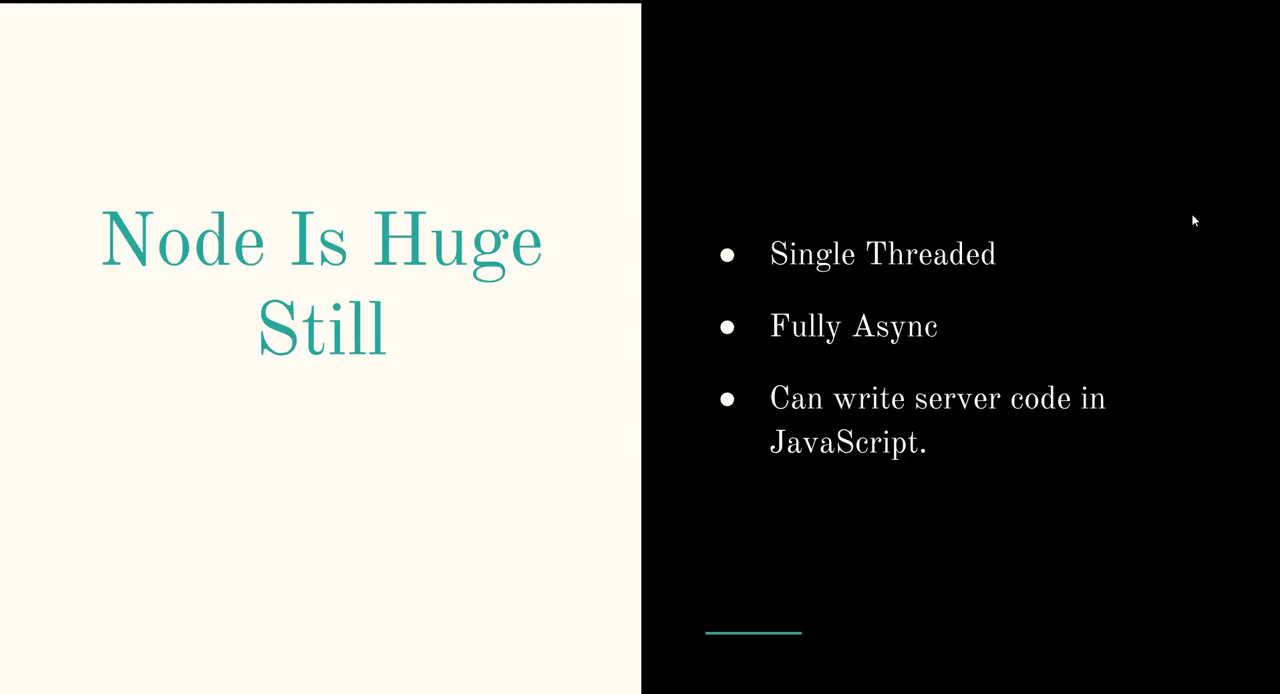 Node Is Huge
Still
● Single Threaded
● Fully Async
● Can write server code in
JavaScript.